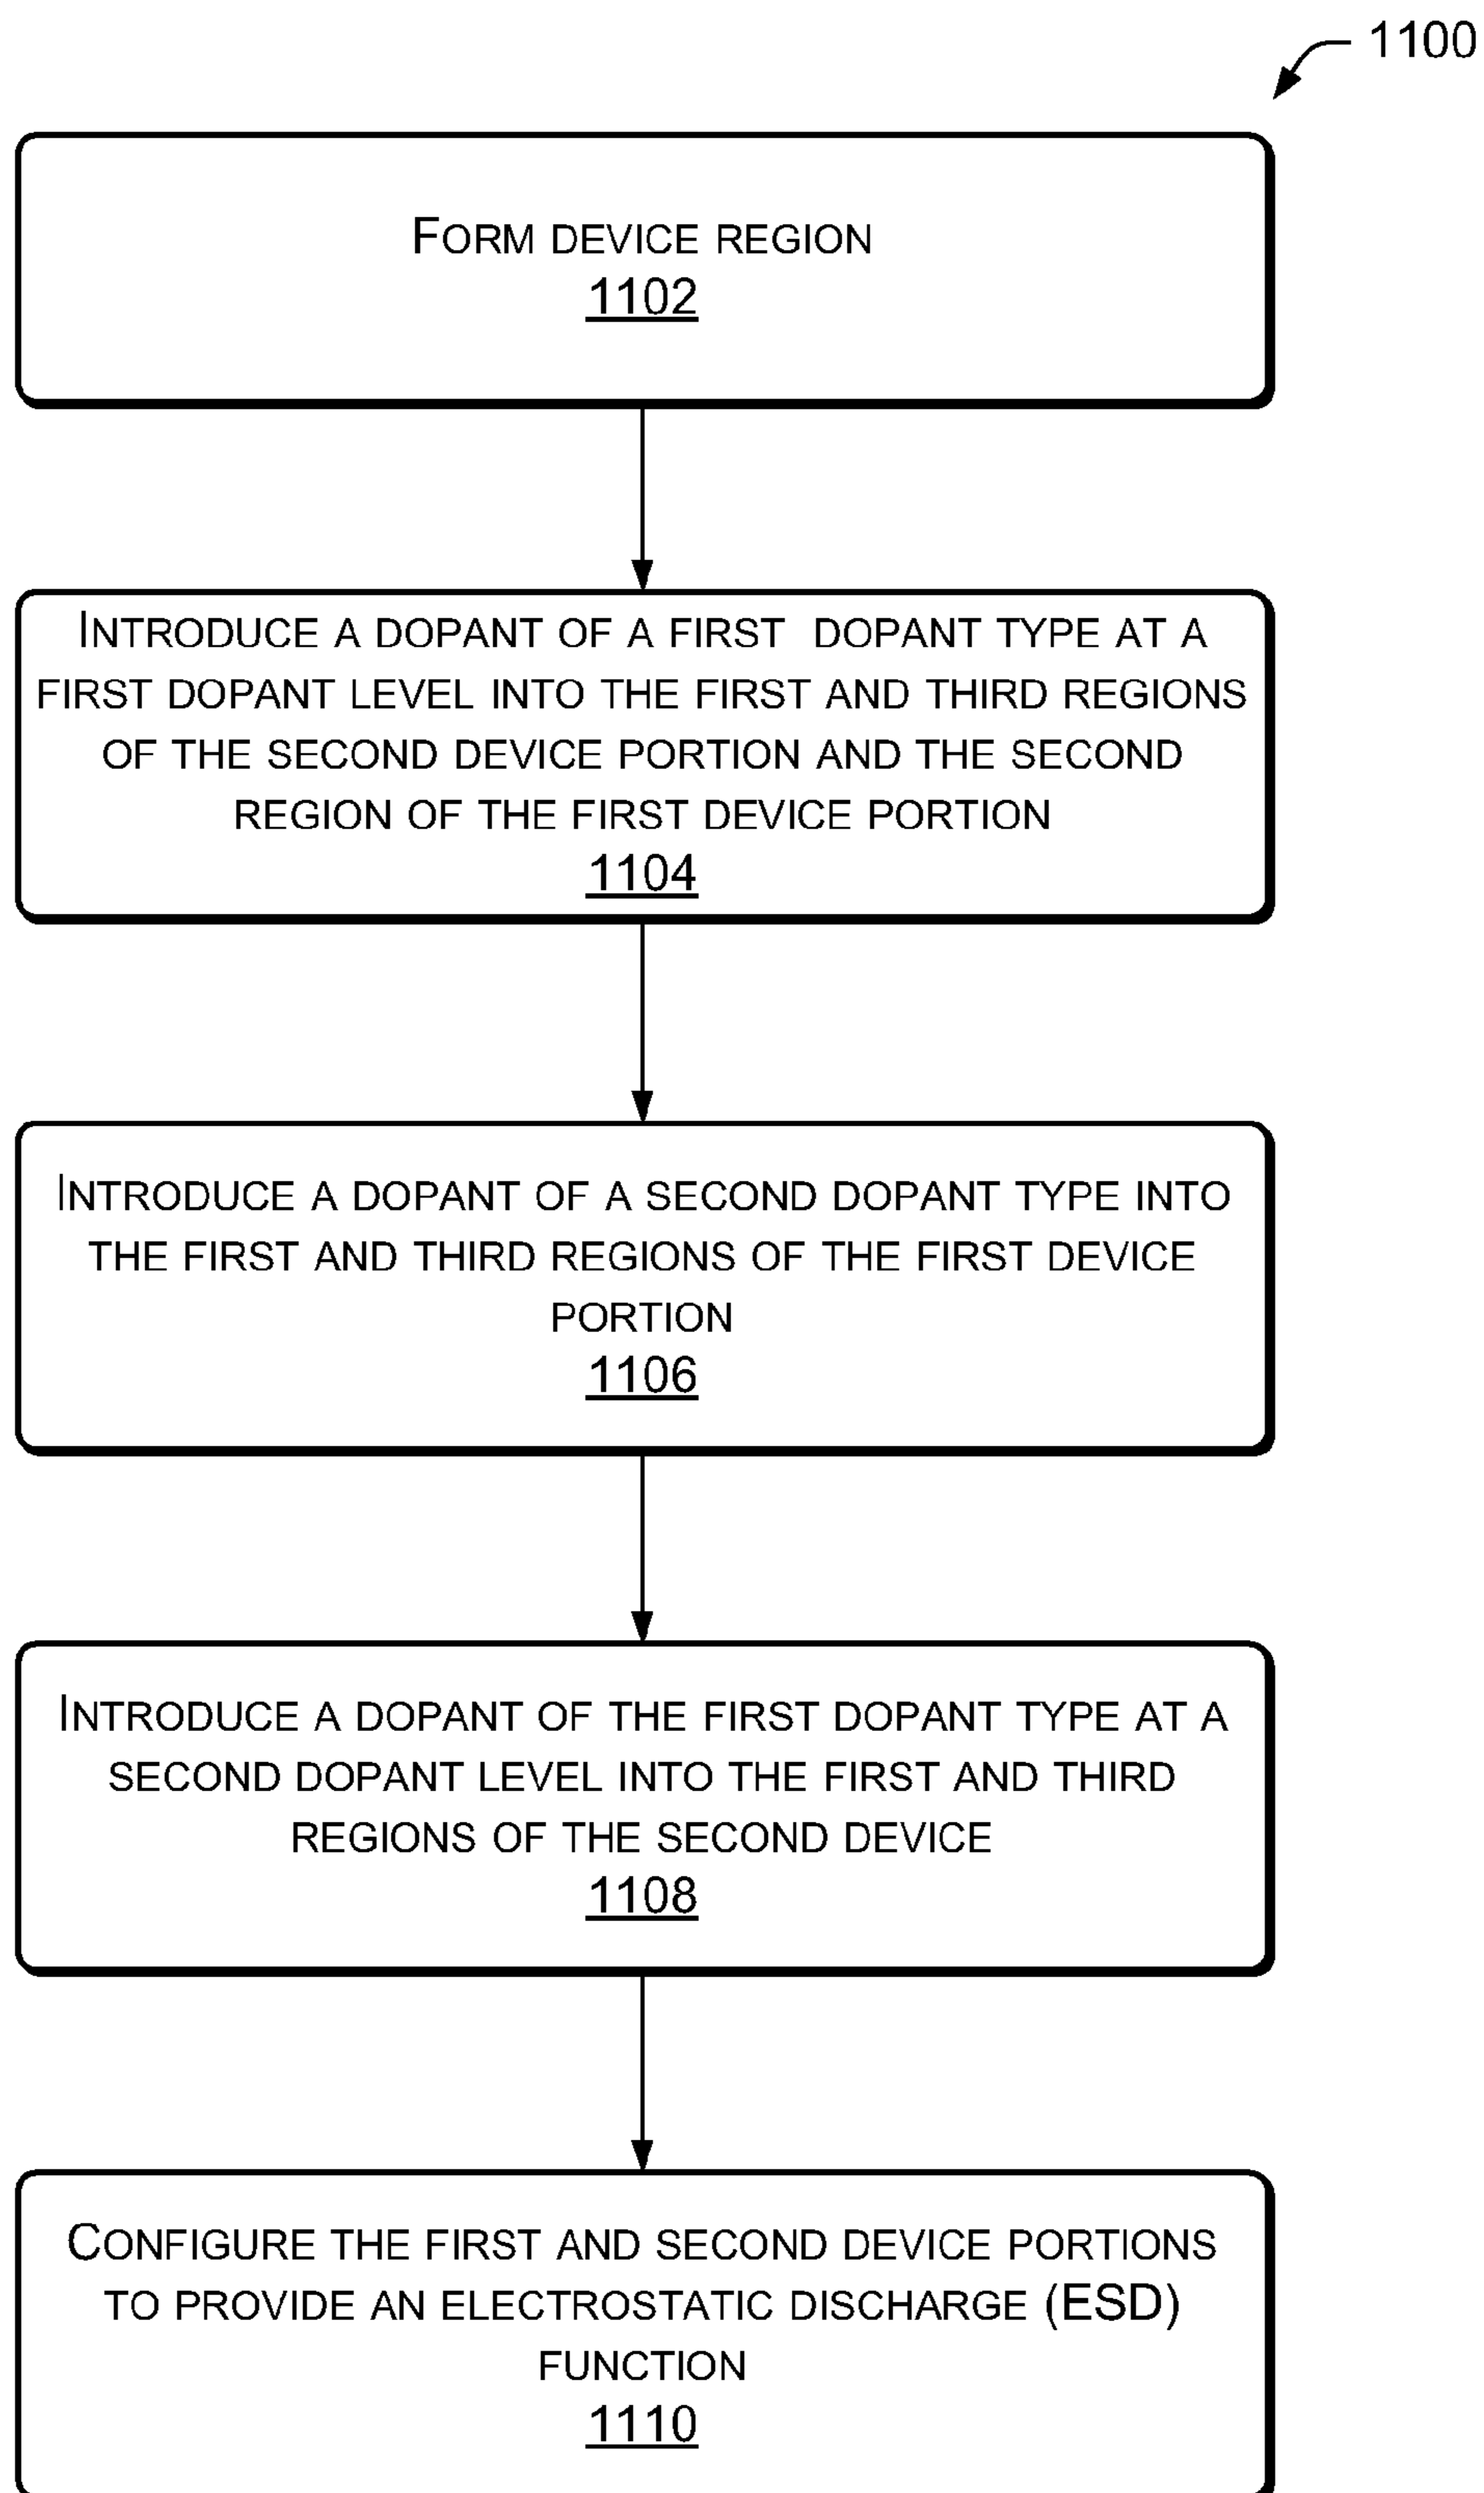 1100
FORM DEVICE REGION
1102
INTRODUCE A DOPANT OF A FIRST DOPANT TYPE AT A
FIRST DOPANT LEVEL INTO THE FIRST AND THIRD REGIONS
OF THE SECOND DEVICE PORTION AND THE SECOND
REGION OF THE FIRST DEVICE PORTION
1104
INTRODUCE A DOPANT OF A SECOND DOPANT TYPE INTO
THE FIRST AND THIRD REGIONS OF THE FIRST DEVICE
PORTION
1106
INTRODUCE A DOPANT OF THE FIRST DOPANT TYPE AT A
SECOND DOPANT LEVEL INTO THE FIRST AND THIRD
REGIONS OF THE SECOND DEVICE
1108
CONFIGURE THE FIRST AND SECOND DEVICE PORTIONS
TO PROVIDE AN ELECTROSTATIC DISCHARGE (ESD)
FUNCTION
1110